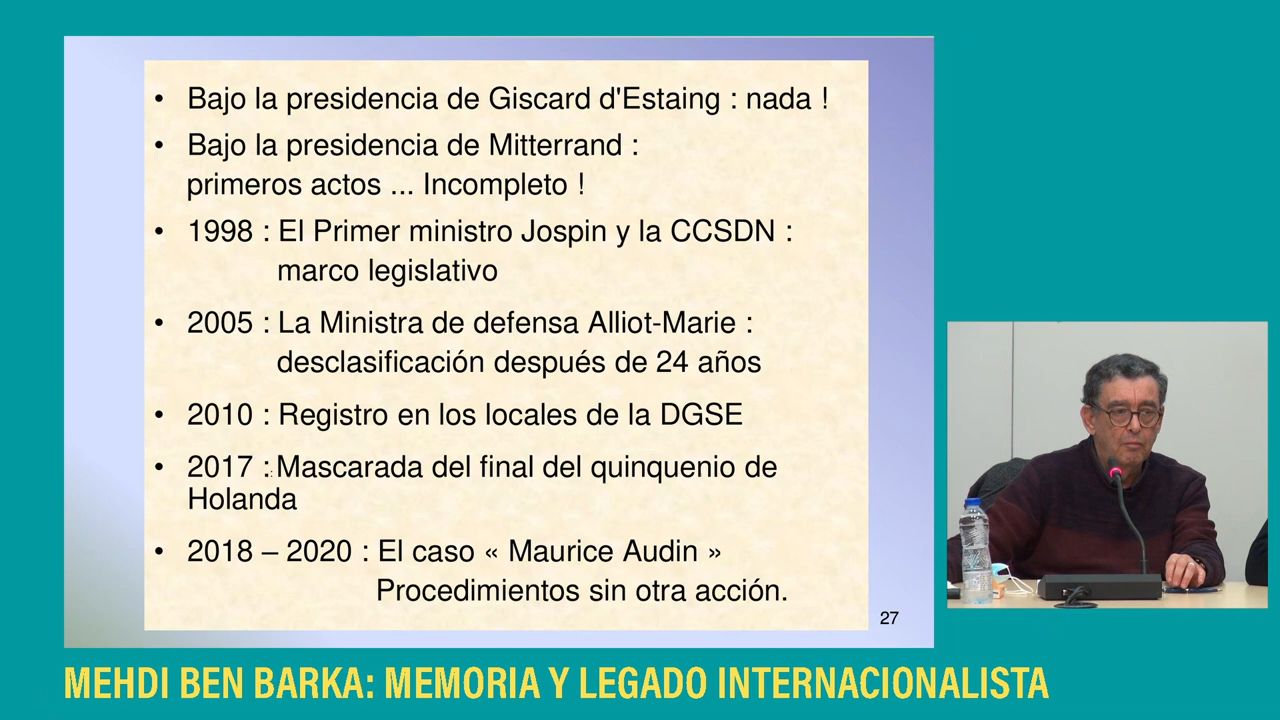 • Bajo la presidencia de Giscard d'Estaing : nada !
• Bajo la presidencia de Mitterrand :
primeros actos ... Incompleto !
• 1998 : El Primer ministro Jospin y la CCSDN :
marco legislativo
• 2005 : La Ministra de defensa Alliot-Marie :
desclasificación después de 24 años
• 2010 : Registro en los locales de la DGSE
• 2017 : Mascarada del final del quinquenio de
Holanda
• 2018 – 2020 : El caso « Maurice Audin »
Procedimientos sin otra acción.
27
MEHDI BEN BARKA: MEMORIA Y LEGADO INTERNACIONALISTA